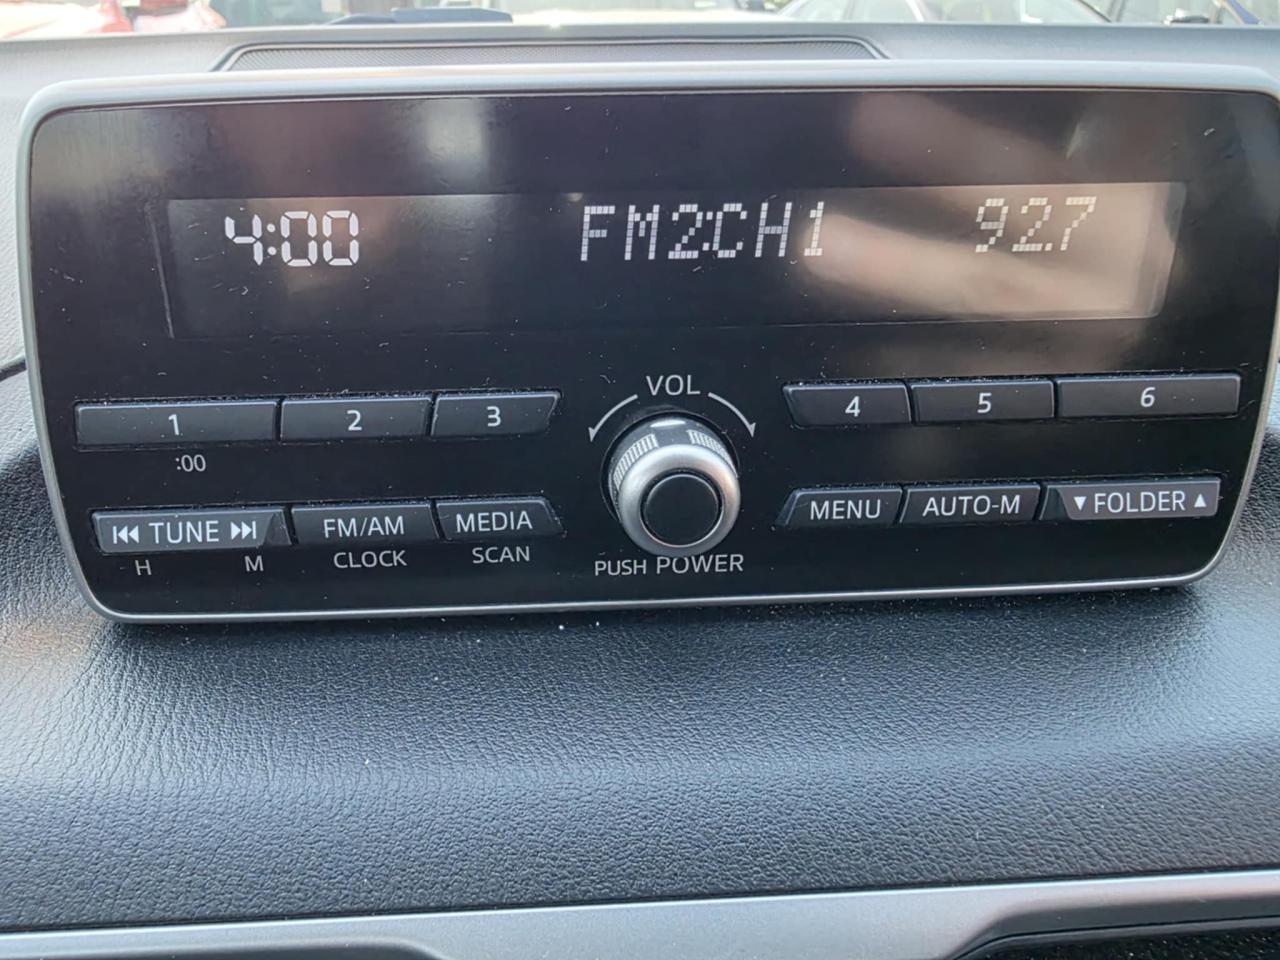 4:00 FM2:CH1 92.7
VOL
1 2 3 4 5 6
:00
⏮ TUNE ⏭ FM/AM MEDIA MENU AUTO-M ▼ FOLDER ▲
H M CLOCK SCAN PUSH POWER